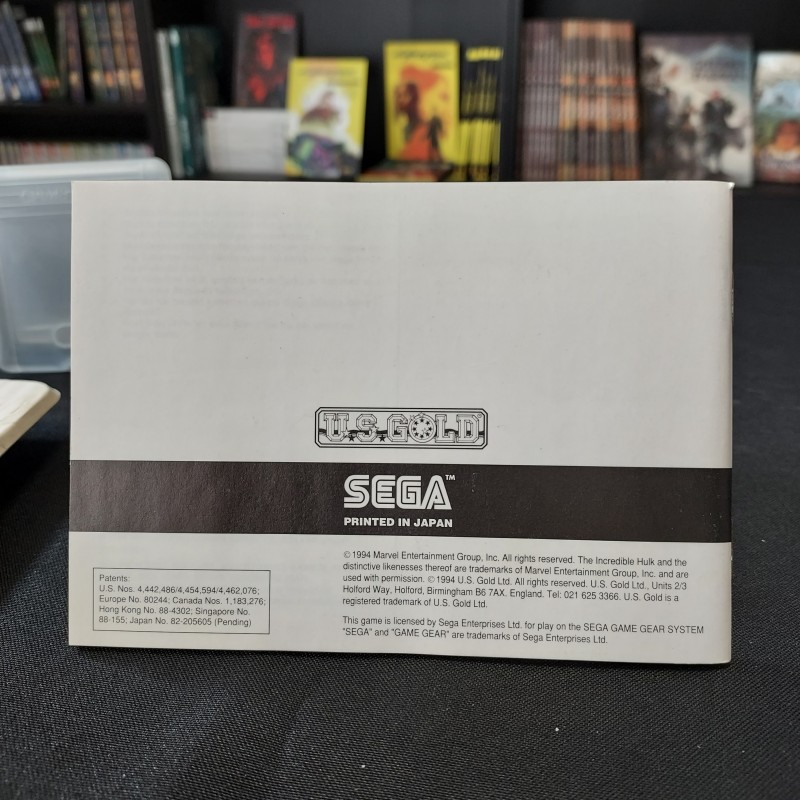 U.S.GOLD
SEGA™
PRINTED IN JAPAN
© 1994 Marvel Entertainment Group, Inc. All rights reserved. The Incredible Hulk and the
distinctive likenesses thereof are trademarks of Marvel Entertainment Group, Inc. and are
used with permission. © 1994 U.S. Gold Ltd. All rights reserved. U.S. Gold Ltd., Units 2/3
Holford Way, Holford, Birmingham B6 7AX. England. Tel: 021 625 3366. U.S. Gold is a
registered trademark of U.S. Gold Ltd.
This game is licensed by Sega Enterprises Ltd. for play on the SEGA GAME GEAR SYSTEM
"SEGA" and "GAME GEAR" are trademarks of Sega Enterprises Ltd.
Patents:
U.S. Nos. 4,442,486/4,454,594/4,462,076;
Europe No. 80244; Canada Nos. 1,183,276;
Hong Kong No. 88-4302; Singapore No.
88-155; Japan No. 82-205605 (Pending)